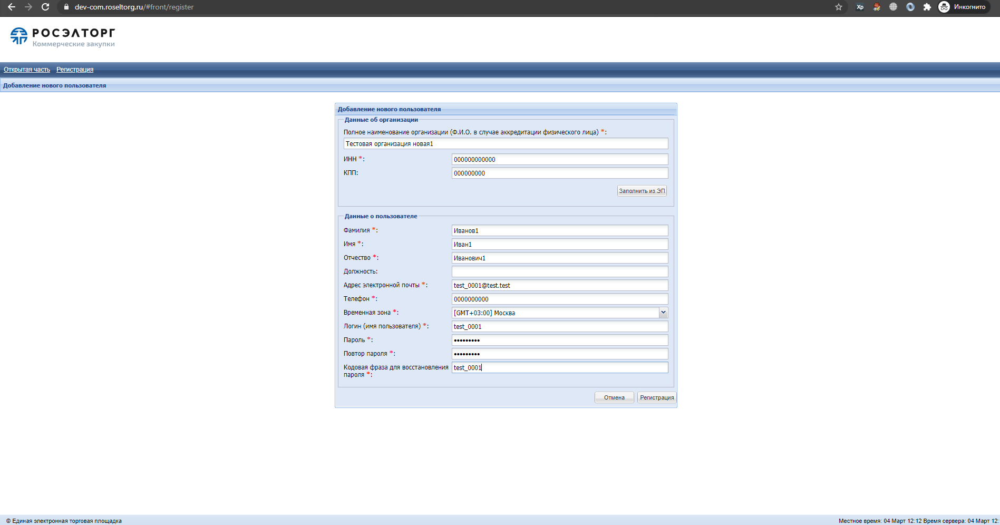 dev-com.roseltorg.ru/#front/register
Xp
Инкогнито
РОСЭЛТОРГ
Коммерческие закупки
Открытая часть Регистрация
Добавление нового пользователя
Добавление нового пользователя
Данные об организации
Полное наименование организации (Ф.И.О. в случае аккредитации физического лица) *:
Тестовая организация новая1
ИНН *: 000000000000
КПП: 000000000
Заполнить из ЭП
Данные о пользователе
Фамилия *: Иванов1
Имя *: Иван1
Отчество *: Иванович1
Должность:
Адрес электронной почты *: test_0001@test.test
Телефон *: 0000000000
Временная зона *: [GMT+03:00] Москва
Логин (имя пользователя) *: test_0001
Пароль *: •••••••••
Повтор пароля *: •••••••••
Кодовая фраза для восстановления
пароля *: test_0001
Отмена Регистрация
© Единая электронная торговая площадка
Местное время: 04 Март 12:12 Время сервера: 04 Март 12: